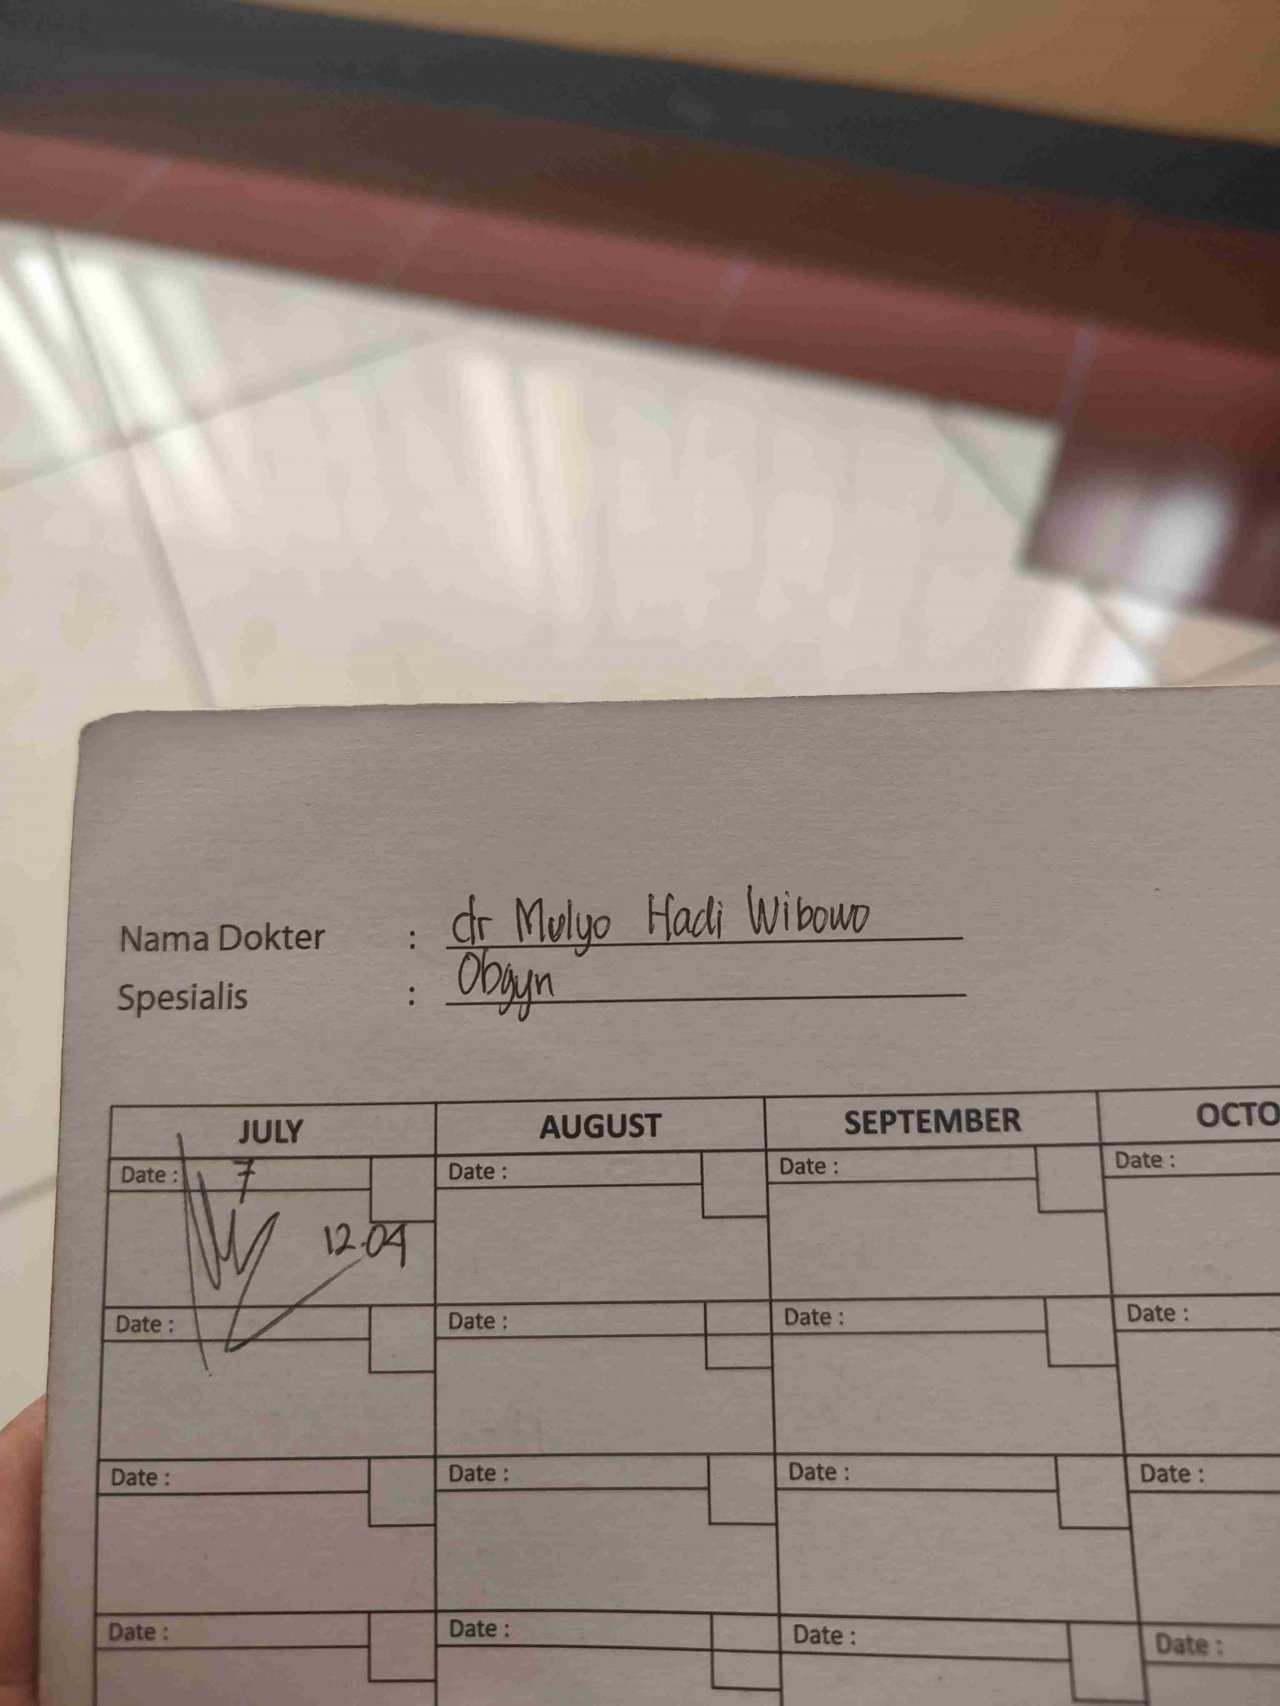 Nama Dokter : dr Mulyo Hadi Wibowo
Spesialis : Obgyn
JULY AUGUST SEPTEMBER OCTO
Date : 7 Date : Date : Date :
12.04
Date : Date : Date : Date :
Date : Date : Date : Date :
Date : Date : Date : Date :